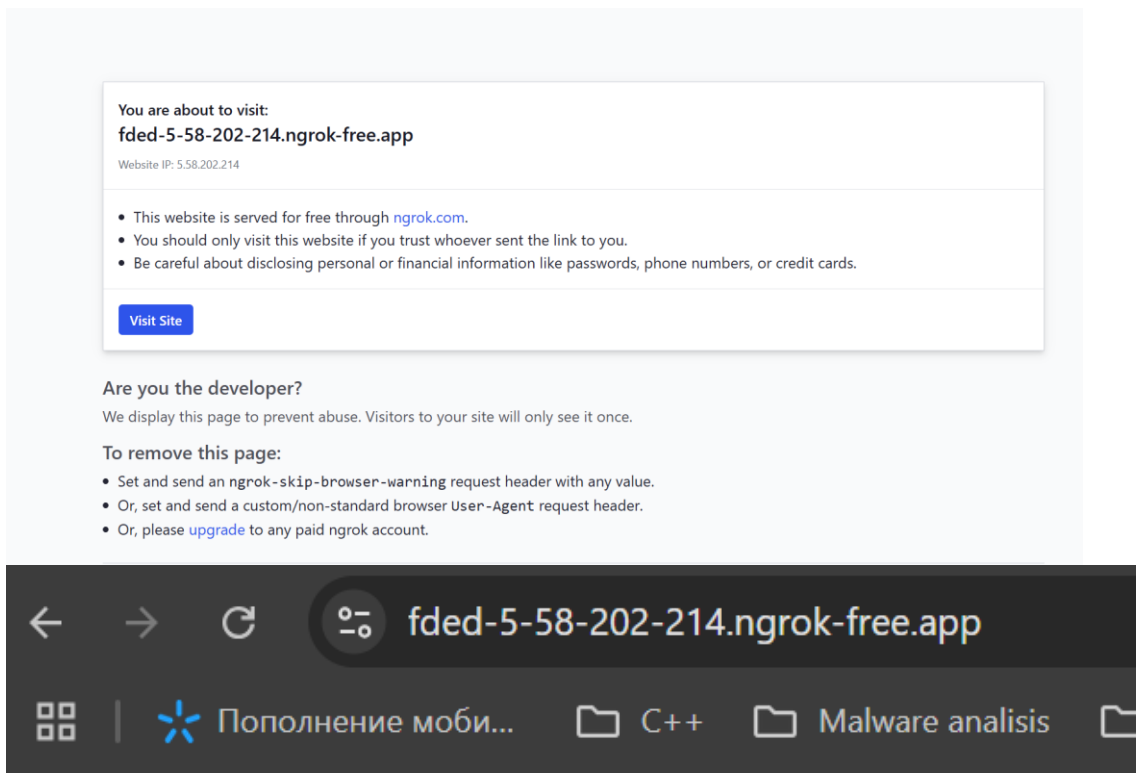 You are about to visit:
fded-5-58-202-214.ngrok-free.app
Website IP: 5.58.202.214
• This website is served for free through ngrok.com.
• You should only visit this website if you trust whoever sent the link to you.
• Be careful about disclosing personal or financial information like passwords, phone numbers, or credit cards.
Visit Site
Are you the developer?
We display this page to prevent abuse. Visitors to your site will only see it once.
To remove this page:
• Set and send an ngrok-skip-browser-warning request header with any value.
• Or, set and send a custom/non-standard browser User-Agent request header.
• Or, please upgrade to any paid ngrok account.
fded-5-58-202-214.ngrok-free.app
Пополнение моби... C++ Malware analisis